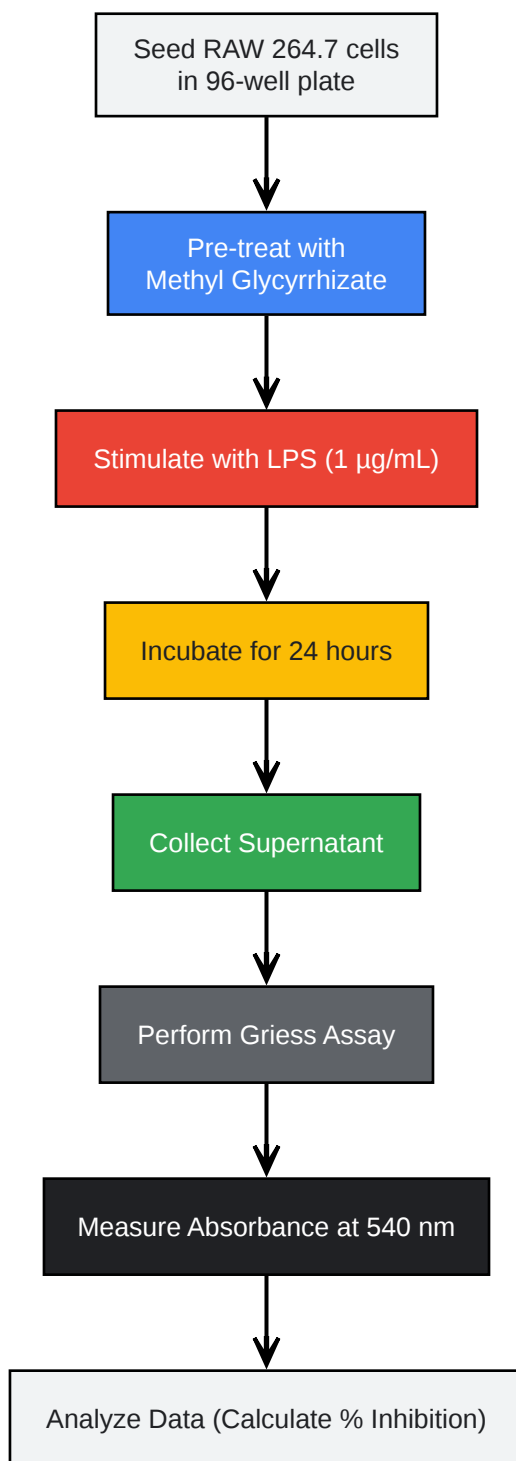 Seed RAW 264.7 cells
in 96-well plate
Pre-treat with
Methyl Glycyrrhizate
Stimulate with LPS (1 µg/mL)
Incubate for 24 hours
Collect Supernatant
Perform Griess Assay
Measure Absorbance at 540 nm
Analyze Data (Calculate % Inhibition)